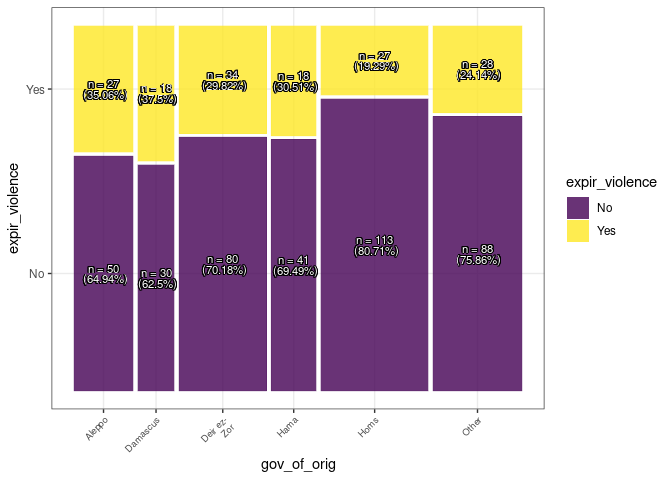 expir_violence
Yes
No
n = 27
(35.06%)
n = 18
(37.5%)
n = 34
(29.82%)
n = 18
(30.51%)
n = 27
(19.29%)
n = 28
(24.14%)
n = 50
(64.94%)
n = 30
(62.5%)
n = 80
(70.18%)
n = 41
(69.49%)
n = 113
(80.71%)
n = 88
(75.86%)
Aleppo
Damascus
Deir ez-
Zor
Hama
Homs
Other
gov_of_orig
expir_violence
No
Yes